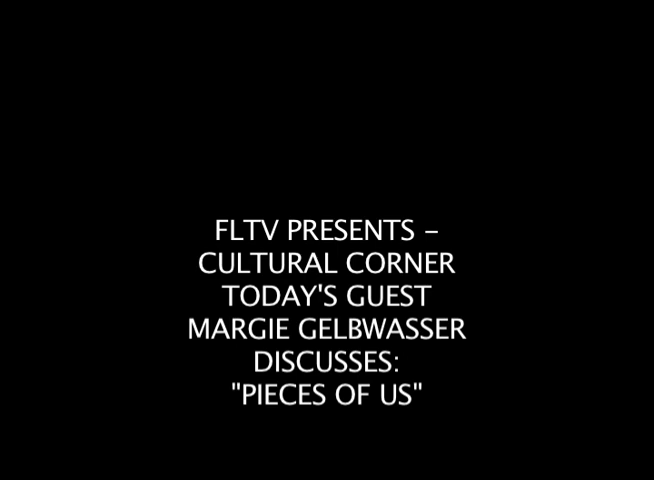 FLTV PRESENTS –
CULTURAL CORNER
TODAY'S GUEST
MARGIE GELBWASSER
DISCUSSES:
"PIECES OF US"